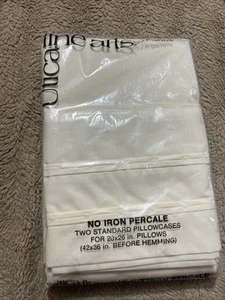 Utica
fine arts
NO IRON PERCALE
TWO STANDARD PILLOWCASES
FOR 20x26 in. PILLOWS
(42x36 in. BEFORE HEMMING)